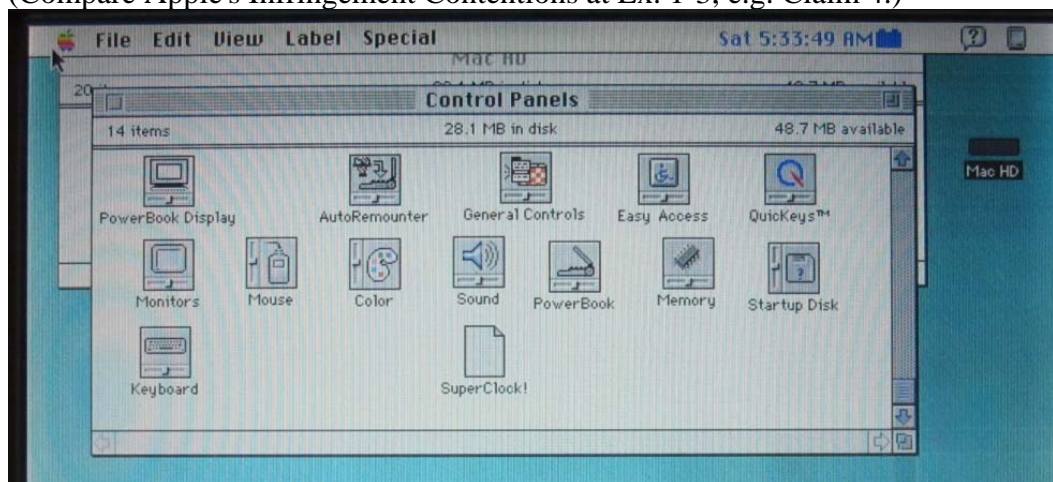 (Compare Apple's Infringement Contentions at Ex. 1-3, e.g. Claim 4.)
File Edit View Label Special Sat 5:33:49 AM
Mac HD
Control Panels
14 items 28.1 MB in disk 48.7 MB available
Mac HD
PowerBook Display AutoRemounter General Controls Easy Access QuicKeys™
Monitors Mouse Color Sound PowerBook Memory Startup Disk
Keyboard SuperClock!